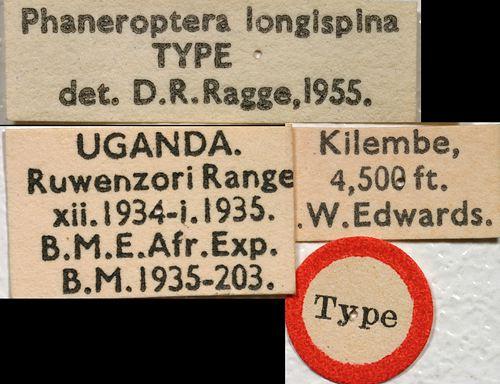 Phaneroptera longispina
TYPE
det. D.R.Ragge,1955.
UGANDA.
Ruwenzori Range
xii.1934-i.1935.
B.M.E.Afr.Exp.
B.M.1935-203.
Kilembe,
4,500 ft.
.W.Edwards.
Type